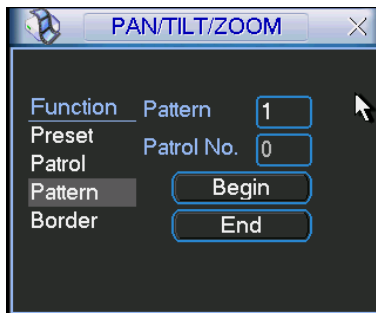 PAN/TILT/ZOOM
Function
Preset
Patrol
Pattern
Border
Pattern 1
Patrol No. 0
Begin
End